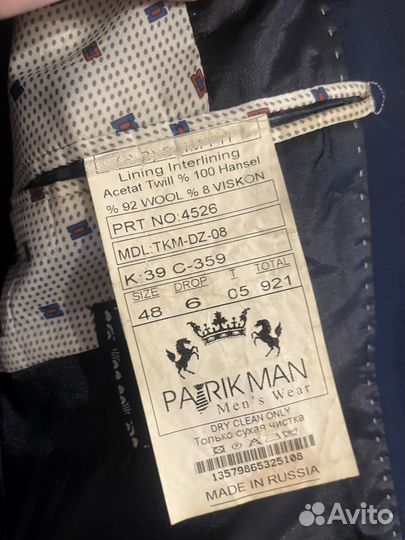 Lining Interlining
Acetat Twill % 100 Hansel
% 92 WOOL % 8 VISKON
PRT NO:4526
MDL:TKM-DZ-08
K:39 C-359
SIZE DROP T TOTAL
48 6 05 921
PATRIKMAN
Men's Wear
DRY CLEAN ONLY
Только сухая чистка
13579865325108
MADE IN RUSSIA
Avito